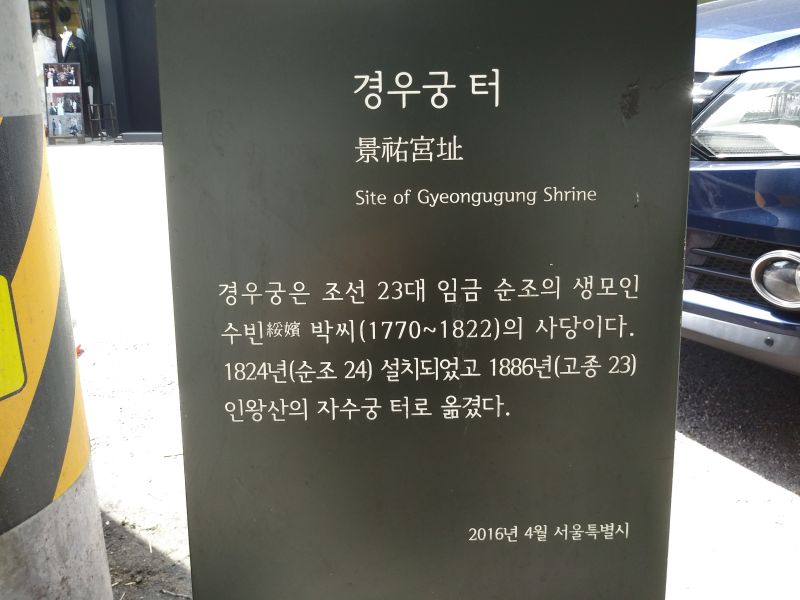 경우궁 터
景祐宮址
Site of Gyeongugung Shrine
경우궁은 조선 23대 임금 순조의 생모인
수빈綏嬪 박씨(1770~1822)의 사당이다.
1824년(순조 24) 설치되었고 1886년(고종 23)
인왕산의 자수궁 터로 옮겼다.
2016년 4월 서울특별시